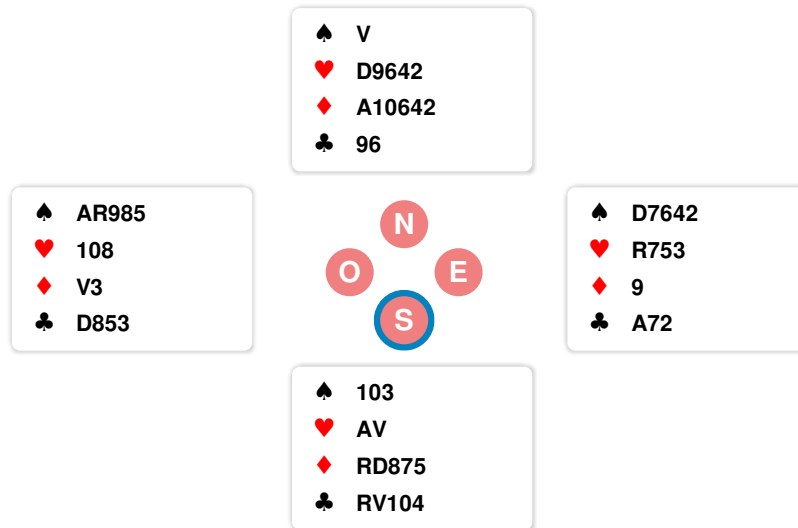 ♠ V
♥ D9642
♦ A10642
♣ 96
♠ AR985
♥ 108
♦ V3
♣ D853
N
O E
S
♠ D7642
♥ R753
♦ 9
♣ A72
♠ 103
♥ AV
♦ RD875
♣ RV104